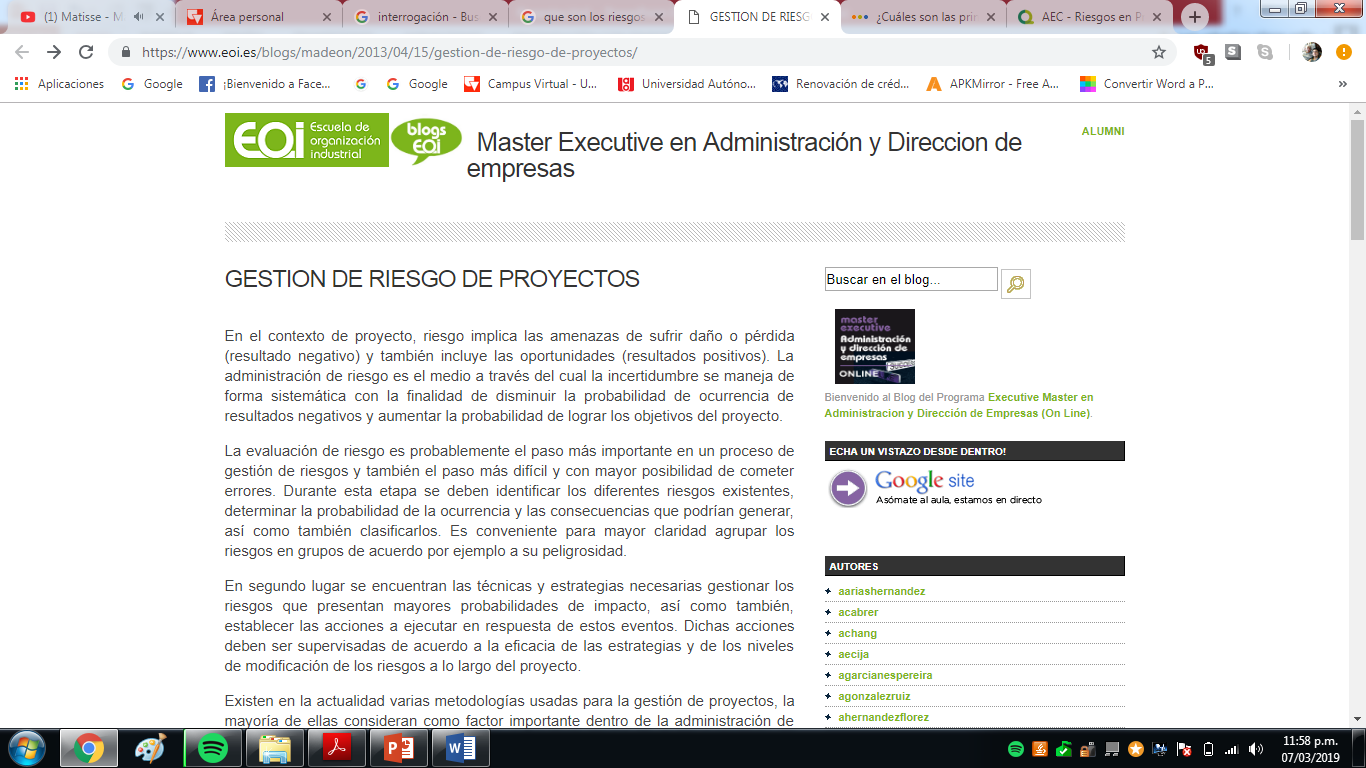 (1) Matisse - M
Área personal
interrogación - Bus
que son los riesgos
GESTION DE RIESG
¿Cuáles son las prin
AEC - Riesgos en P
https://www.eoi.es/blogs/madeon/2013/04/15/gestion-de-riesgo-de-proyectos/
5
Aplicaciones
Google
¡Bienvenido a Face...
Google
Campus Virtual - U...
Universidad Autóno...
Renovación de créd...
APKMirror - Free A...
Convertir Word a P...
»
EOi Escuela de
organización
industrial
blogs
EOi
Master Executive en Administración y Direccion de
empresas
ALUMNI
GESTION DE RIESGO DE PROYECTOS
En el contexto de proyecto, riesgo implica las amenazas de sufrir daño o pérdida
(resultado negativo) y también incluye las oportunidades (resultados positivos). La
administración de riesgo es el medio a través del cual la incertidumbre se maneja de
forma sistemática con la finalidad de disminuir la probabilidad de ocurrencia de
resultados negativos y aumentar la probabilidad de lograr los objetivos del proyecto.
La evaluación de riesgo es probablemente el paso más importante en un proceso de
gestión de riesgos y también el paso más difícil y con mayor posibilidad de cometer
errores. Durante esta etapa se deben identificar los diferentes riesgos existentes,
determinar la probabilidad de la ocurrencia y las consecuencias que podrían generar,
así como también clasificarlos. Es conveniente para mayor claridad agrupar los
riesgos en grupos de acuerdo por ejemplo a su peligrosidad.
En segundo lugar se encuentran las técnicas y estrategias necesarias gestionar los
riesgos que presentan mayores probabilidades de impacto, así como también,
establecer las acciones a ejecutar en respuesta de estos eventos. Dichas acciones
deben ser supervisadas de acuerdo a la eficacia de las estrategias y de los niveles
de modificación de los riesgos a lo largo del proyecto.
Existen en la actualidad varias metodologías usadas para la gestión de proyectos, la
mayoría de ellas consideran como factor importante dentro de la administración de
Buscar en el blog...
master
executive
Administración
y dirección de
empresas
ONLINE
Bienvenido al Blog del Programa Executive Master en
Administracion y Dirección de Empresas (On Line).
ECHA UN VISTAZO DESDE DENTRO!
Google site
Asómate al aula, estamos en directo
AUTORES
aariashernandez
acabrer
achang
aecija
agarcianespereira
agonzalezruiz
ahernandezflorez
11:58 p.m.
07/03/2019